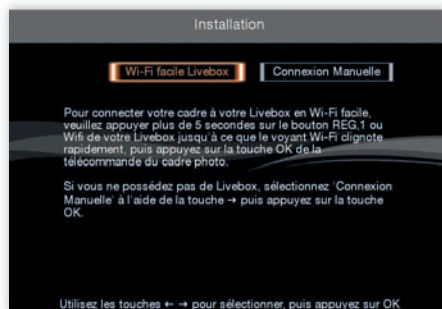 Installation
Wi-Fi facile Livebox    Connexion Manuelle
Pour connecter votre cadre à votre Livebox en Wi-Fi facile,
veuillez appuyer plus de 5 secondes sur le bouton REG,1 ou
Wifi de votre Livebox jusqu'à ce que le voyant Wi-Fi clignote
rapidement, puis appuyez sur la touche OK de la
télécommande du cadre photo.
Si vous ne possédez pas de Livebox, sélectionnez 'Connexion
Manuelle' à l'aide de la touche → puis appuyez sur la touche
OK.
Utilisez les touches ← → pour sélectionner, puis appuyez sur OK